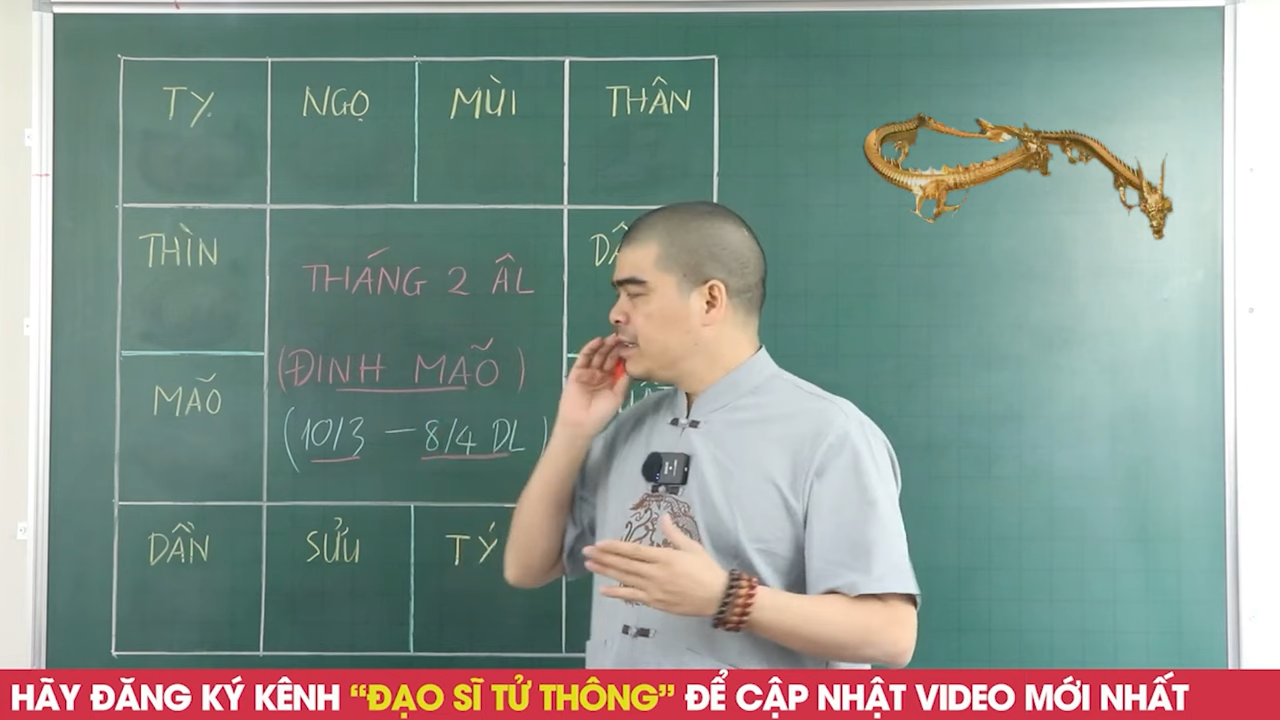 TỴ NGỌ MÙI THÂN
THÌN
THÁNG 2 ÂL
(ĐINH MÃO)
MÃO
(10/3 - 8/4 DL)
DẦN SỬU TÝ
HÃY ĐĂNG KÝ KÊNH “ĐẠO SĨ TỬ THÔNG” ĐỂ CẬP NHẬT VIDEO MỚI NHẤT